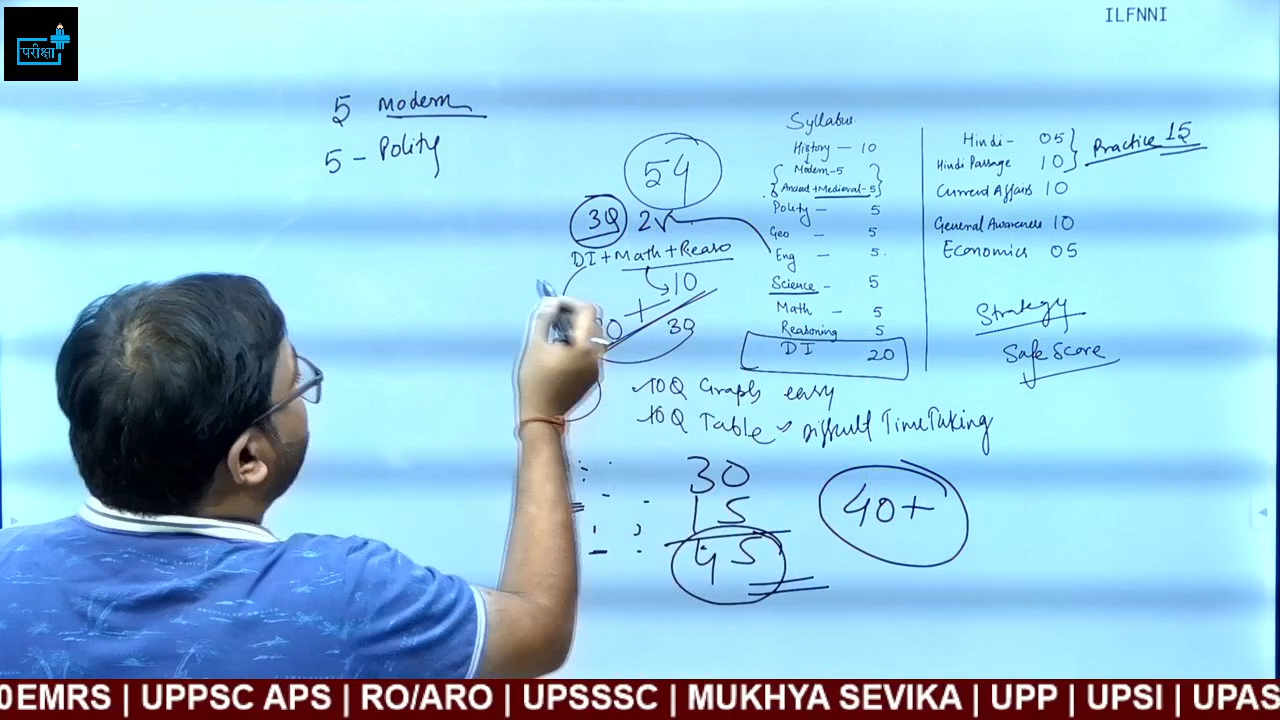 परीक्षा
ILFNNI
5 Modern
5 - Polity
54
30 2√
DI + Math + Reaso
10
30
Syllabus
History — 10
Modern - 5
Ancient + Medieval - 5
Polity — 5
Geo — 5
Eng — 5
Science - 5
Math — 5
Reasoning 5
DI 20
Hindi - 05
Hindi Passage 10
Practice 15
Current Affairs 10
General Awareness 10
Economics 05
Strategy
Safe Score
10Q Graph easy
10Q Table Difficult Time Taking
30
15
45
40+
0EMRS | UPPSC APS | RO/ARO | UPSSSC | MUKHYA SEVIKA | UPP | UPSI | UPAS